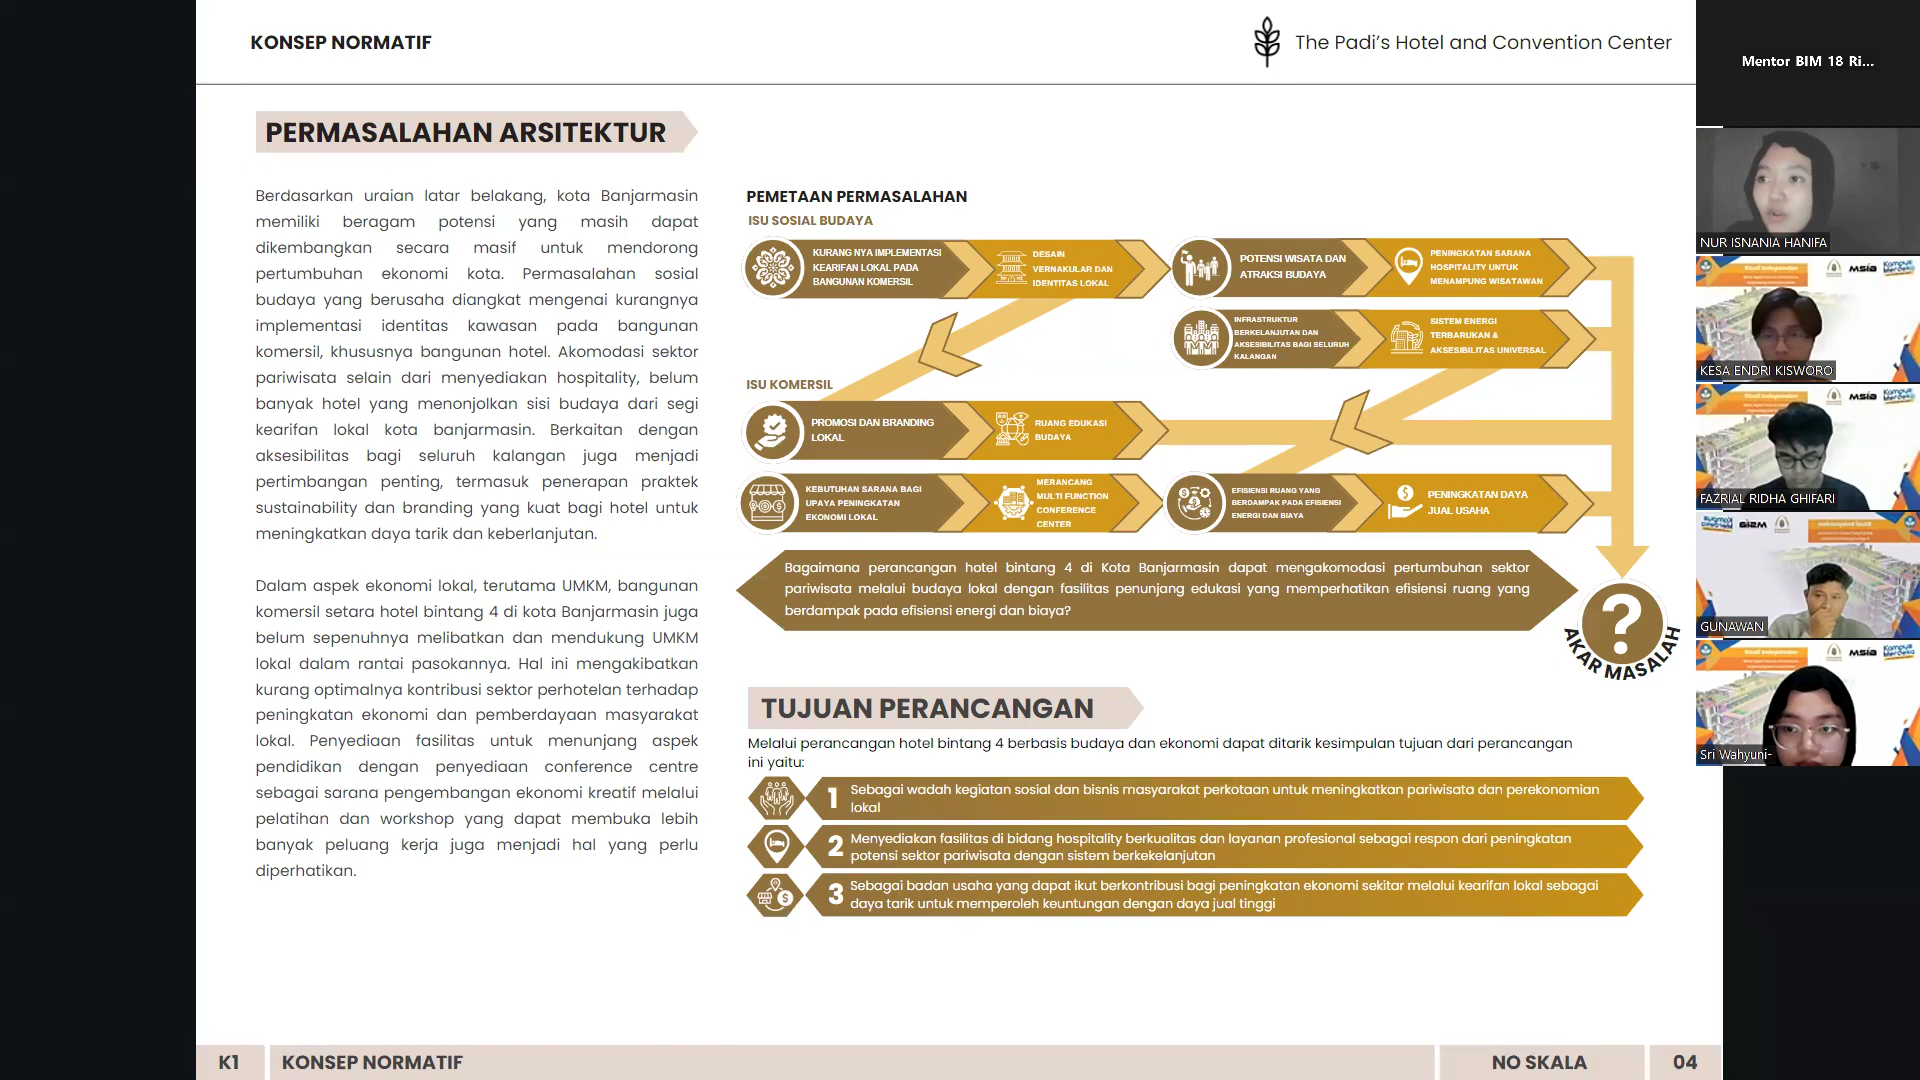 KONSEP NORMATIF
The Padi's Hotel and Convention Center
PERMASALAHAN ARSITEKTUR
Berdasarkan uraian latar belakang, kota Banjarmasin
memiliki beragam potensi yang masih dapat
dikembangkan secara masif untuk mendorong
pertumbuhan ekonomi kota. Permasalahan sosial
budaya yang berusaha diangkat mengenai kurangnya
implementasi identitas kawasan pada bangunan
komersil, khususnya bangunan hotel. Akomodasi sektor
pariwisata selain dari menyediakan hospitality, belum
banyak hotel yang menonjolkan sisi budaya dari segi
kearifan lokal kota banjarmasin. Berkaitan dengan
aksesibilitas bagi seluruh kalangan juga menjadi
pertimbangan penting, termasuk penerapan praktek
sustainability dan branding yang kuat bagi hotel untuk
meningkatkan daya tarik dan keberlanjutan.
Dalam aspek ekonomi lokal, terutama UMKM, bangunan
komersil setara hotel bintang 4 di kota Banjarmasin juga
belum sepenuhnya melibatkan dan mendukung UMKM
lokal dalam rantai pasokannya. Hal ini mengakibatkan
kurang optimalnya kontribusi sektor perhotelan terhadap
peningkatan ekonomi dan pemberdayaan masyarakat
lokal. Penyediaan fasilitas untuk menunjang aspek
pendidikan dengan penyediaan conference centre
sebagai sarana pengembangan ekonomi kreatif melalui
pelatihan dan workshop yang dapat membuka lebih
banyak peluang kerja juga menjadi hal yang perlu
diperhatikan.
PEMETAAN PERMASALAHAN
ISU SOSIAL BUDAYA
KURANG NYA IMPLEMENTASI
KEARIFAN LOKAL PADA
BANGUNAN KOMERSIL
DESAIN
VERNAKULAR DAN
IDENTITAS LOKAL
POTENSI WISATA DAN
ATRAKSI BUDAYA
PENINGKATAN SARANA
HOSPITALITY UNTUK
MENAMPUNG WISATAWAN
INFRASTRUKTUR
BERKELANJUTAN DAN
AKSESIBILITAS BAGI SELURUH
KALANGAN
SISTEM ENERGI
TERBARUKAN &
AKSESIBILITAS UNIVERSAL
ISU KOMERSIL
PROMOSI DAN BRANDING
LOKAL
RUANG EDUKASI
BUDAYA
KEBUTUHAN SARANA BAGI
UPAYA PENINGKATAN
EKONOMI LOKAL
MERANCANG
MULTI FUNCTION
CONFERENCE
CENTER
EFISIENSI RUANG YANG
BERDAMPAK PADA EFISIENSI
ENERGI DAN BIAYA
PENINGKATAN DAYA
JUAL USAHA
Bagaimana perancangan hotel bintang 4 di Kota Banjarmasin dapat mengakomodasi pertumbuhan sektor
pariwisata melalui budaya lokal dengan fasilitas penunjang edukasi yang memperhatikan efisiensi ruang yang
berdampak pada efisiensi energi dan biaya?
?
AKAR MASALAH
TUJUAN PERANCANGAN
Melalui perancangan hotel bintang 4 berbasis budaya dan ekonomi dapat ditarik kesimpulan tujuan dari perancangan
ini yaitu:
1 Sebagai wadah kegiatan sosial dan bisnis masyarakat perkotaan untuk meningkatkan pariwisata dan perekonomian
lokal
2 Menyediakan fasilitas di bidang hospitality berkualitas dan layanan profesional sebagai respon dari peningkatan
potensi sektor pariwisata dengan sistem berkekelanjutan
3 Sebagai badan usaha yang dapat ikut berkontribusi bagi peningkatan ekonomi sekitar melalui kearifan lokal sebagai
daya tarik untuk memperoleh keuntungan dengan daya jual tinggi
K1
KONSEP NORMATIF
NO SKALA
04
Mentor BIM 18 Ri...
NUR ISNANIA HANIFA
KESA ENDRI KISWORO
FAZRIAL RIDHA GHIFARI
GUNAWAN
Sri Wahyuni-